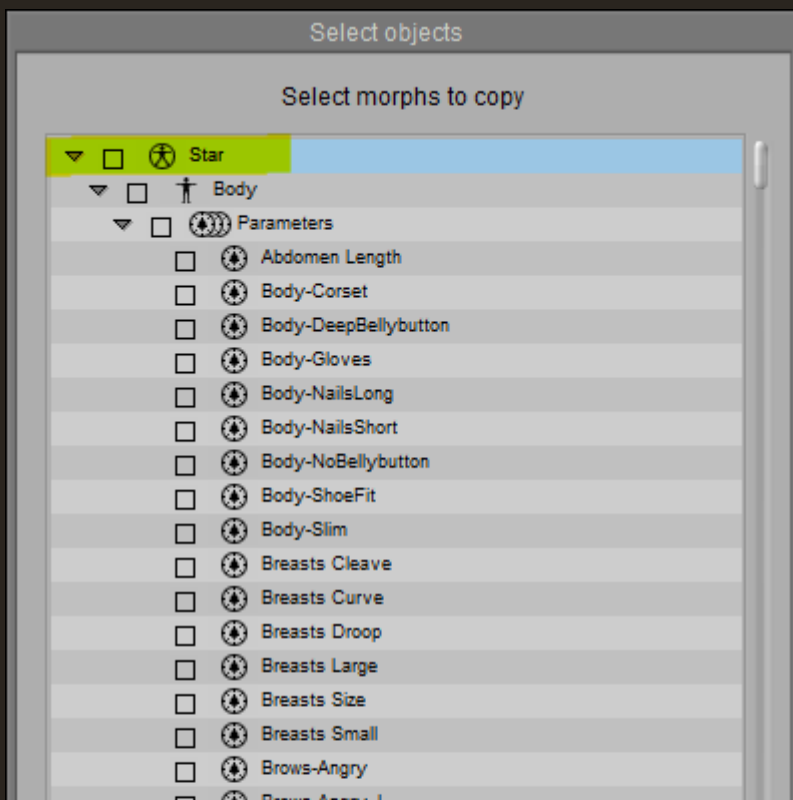 Select objects
Select morphs to copy
Star
Body
Parameters
Abdomen Length
Body-Corset
Body-DeepBellybutton
Body-Gloves
Body-NailsLong
Body-NailsShort
Body-NoBellybutton
Body-ShoeFit
Body-Slim
Breasts Cleave
Breasts Curve
Breasts Droop
Breasts Large
Breasts Size
Breasts Small
Brows-Angry